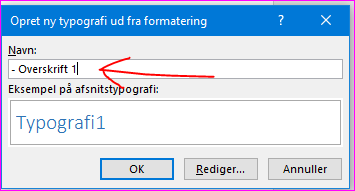 Opret ny typografi ud fra formatering
? ×
Navn:
- Overskrift 1
Eksempel på afsnitstypografi:
Typografi1
OK Rediger... Annuller